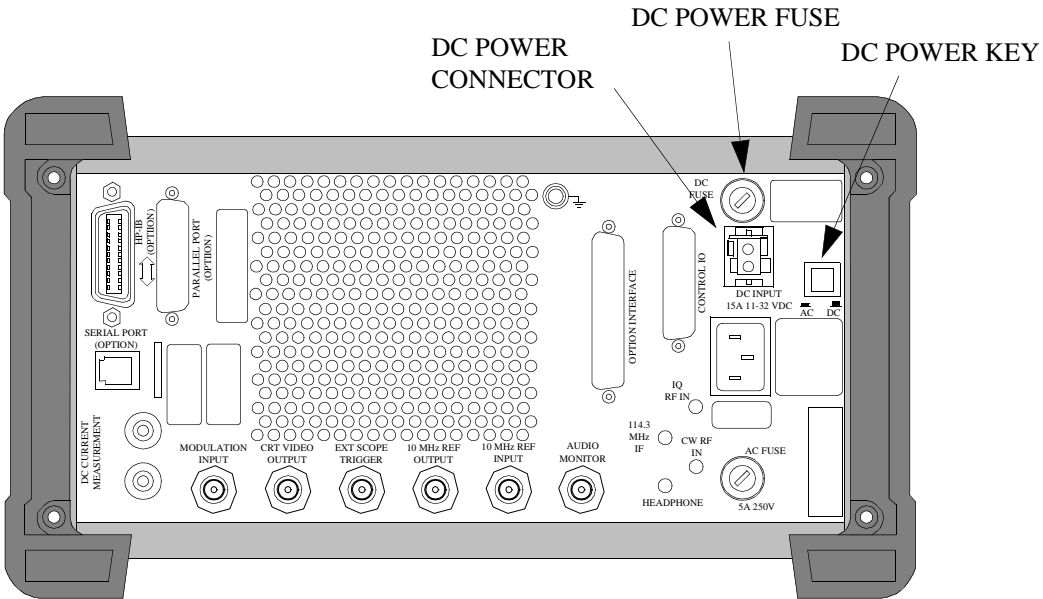 DC POWER FUSE
DC POWER
CONNECTOR
DC POWER KEY
DC
FUSE
HP-IB
(OPTIION)
PARALLEL PORT
(OPTIION)
OPTION INTERFACE
CONTROL IO
DC INPUT
15A 11-32 VDC
AC
DC
SERIAL PORT
(OPTION)
IQ
RF IN
114.3
MHz
IF
CW RF
IN
DC CURRENT
MEASUREMENT
MODULATION
INPUT
CRT VIDEO
OUTPUT
EXT SCOPE
TRIGGER
10 MHz REF
OUTPUT
10 MHz REF
INPUT
AUDIO
MONITOR
HEADPHONE
AC FUSE
5A 250V